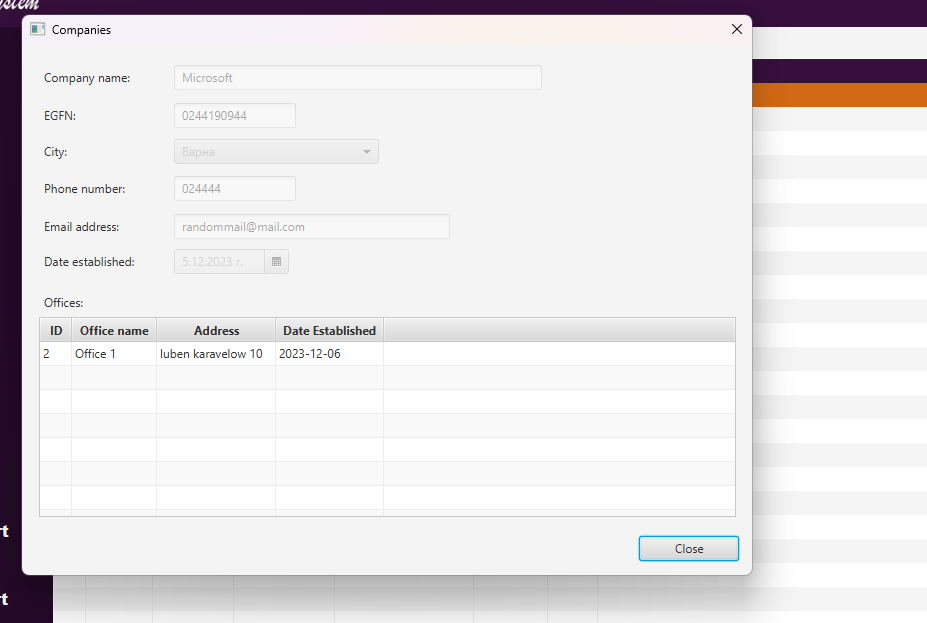 Companies
Company name: Microsoft
EGFN: 0244190944
City: Варна
Phone number: 024444
Email address: randommail@mail.com
Date established: 5.12.2023 г.
Offices:
ID Office name Address Date Established
2 Office 1 luben karavelow 10 2023-12-06
Close